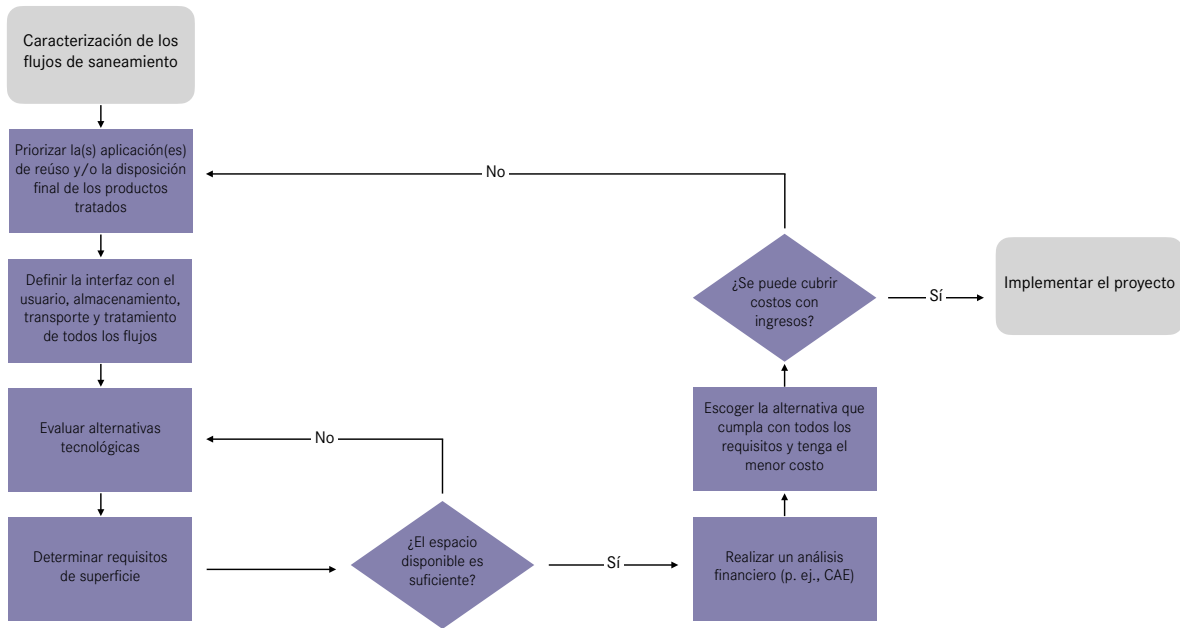 Caracterización de los
flujos de saneamiento
Priorizar la(s) aplicación(es)
de reúso y/o la disposición
final de los productos
tratados
Definir la interfaz con el
usuario, almacenamiento,
transporte y tratamiento
de todos los flujos
Evaluar alternativas
tecnológicas
Determinar requisitos
de superficie
No
¿El espacio
disponible es
suficiente?
Sí
Realizar un análisis
financiero (p. ej., CAE)
Escoger la alternativa que
cumpla con todos los
requisitos y tenga el
menor costo
¿Se puede cubrir
costos con
ingresos?
No
Sí
Implementar el proyecto